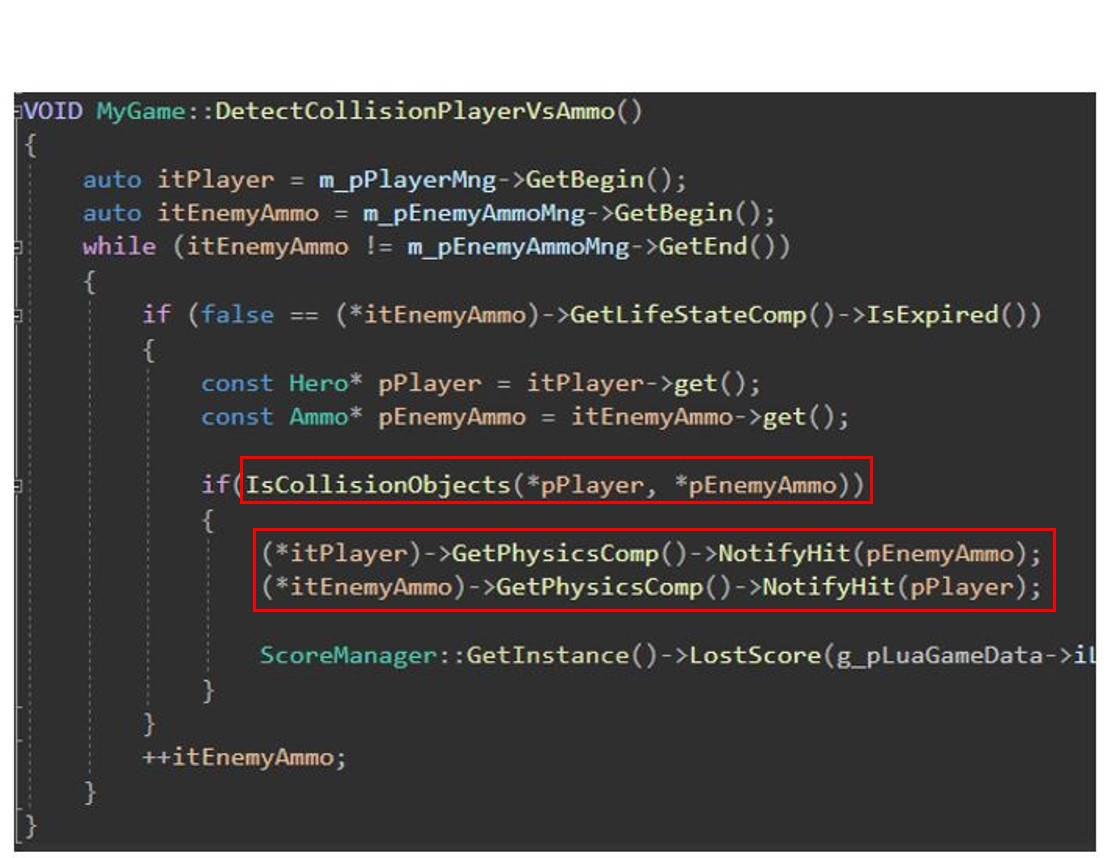 VOID MyGame::DetectCollisionPlayerVsAmmo()
{
auto itPlayer = m_pPlayerMng->GetBegin();
auto itEnemyAmmo = m_pEnemyAmmoMng->GetBegin();
while (itEnemyAmmo != m_pEnemyAmmoMng->GetEnd())
{
if (false == (*itEnemyAmmo)->GetLifeStateComp()->IsExpired())
{
const Hero* pPlayer = itPlayer->get();
const Ammo* pEnemyAmmo = itEnemyAmmo->get();
if(IsCollisionObjects(*pPlayer, *pEnemyAmmo))
{
(*itPlayer)->GetPhysicsComp()->NotifyHit(pEnemyAmmo);
(*itEnemyAmmo)->GetPhysicsComp()->NotifyHit(pPlayer);
ScoreManager::GetInstance()->LostScore(g_pLuaGameData->iL
}
}
++itEnemyAmmo;
}
}